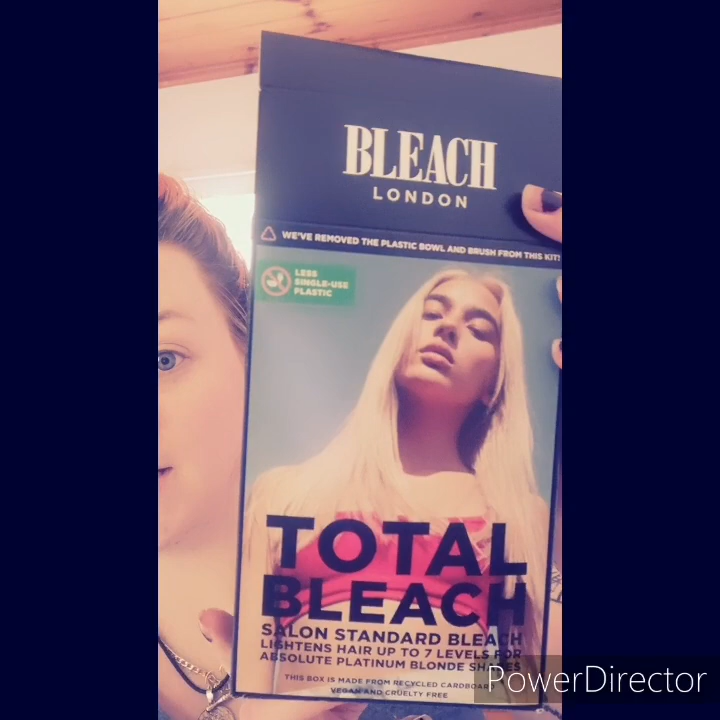 BLEACH
LONDON
WE'VE REMOVED THE PLASTIC BOWL AND BRUSH FROM THIS KIT!
LESS
SINGLE-USE
PLASTIC
TOTAL
BLEACH
SALON STANDARD BLEACH
LIGHTENS HAIR UP TO 7 LEVELS FOR
ABSOLUTE PLATINUM BLONDE SHADES
THIS BOX IS MADE FROM RECYCLED CARDBOARD
VEGAN AND CRUELTY FREE
PowerDirector